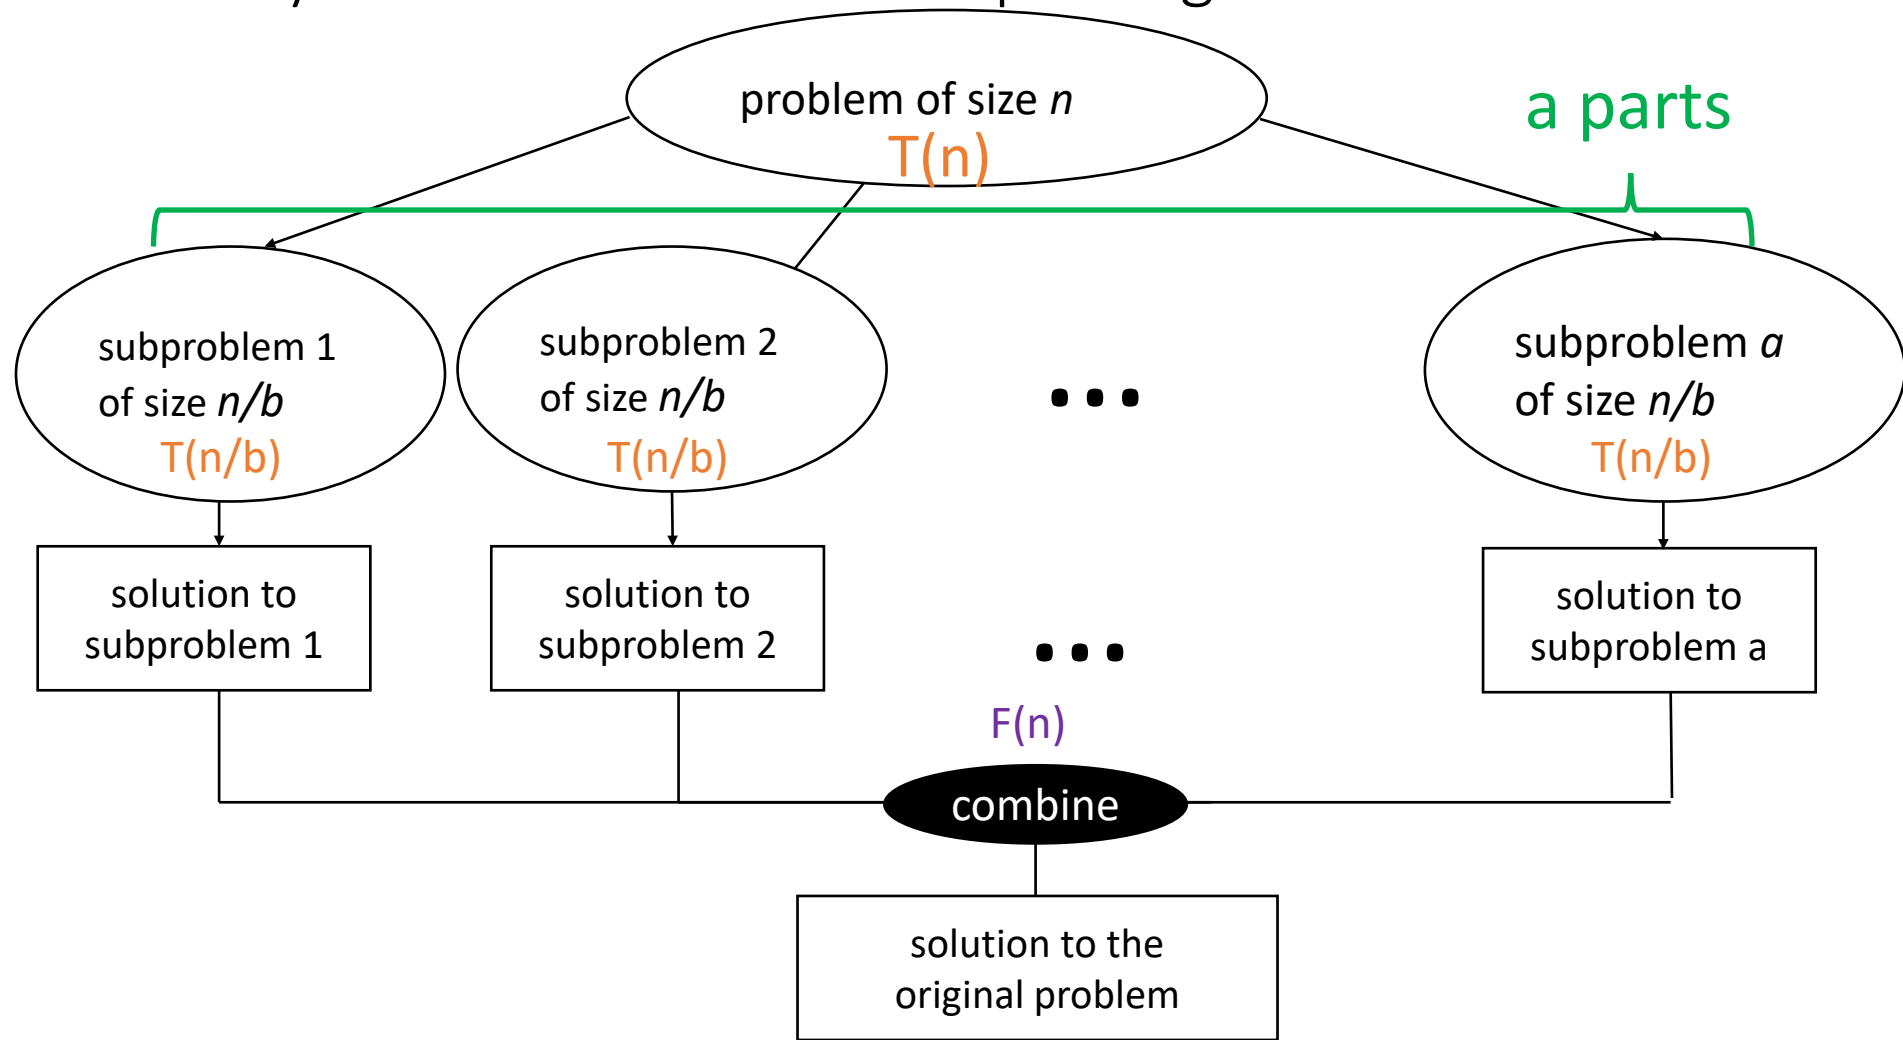 problem of size n
T(n)
a parts
subproblem 1
of size n/b
T(n/b)
subproblem 2
of size n/b
T(n/b)
...
subproblem a
of size n/b
T(n/b)
solution to
subproblem 1
solution to
subproblem 2
...
solution to
subproblem a
F(n)
combine
solution to the
original problem